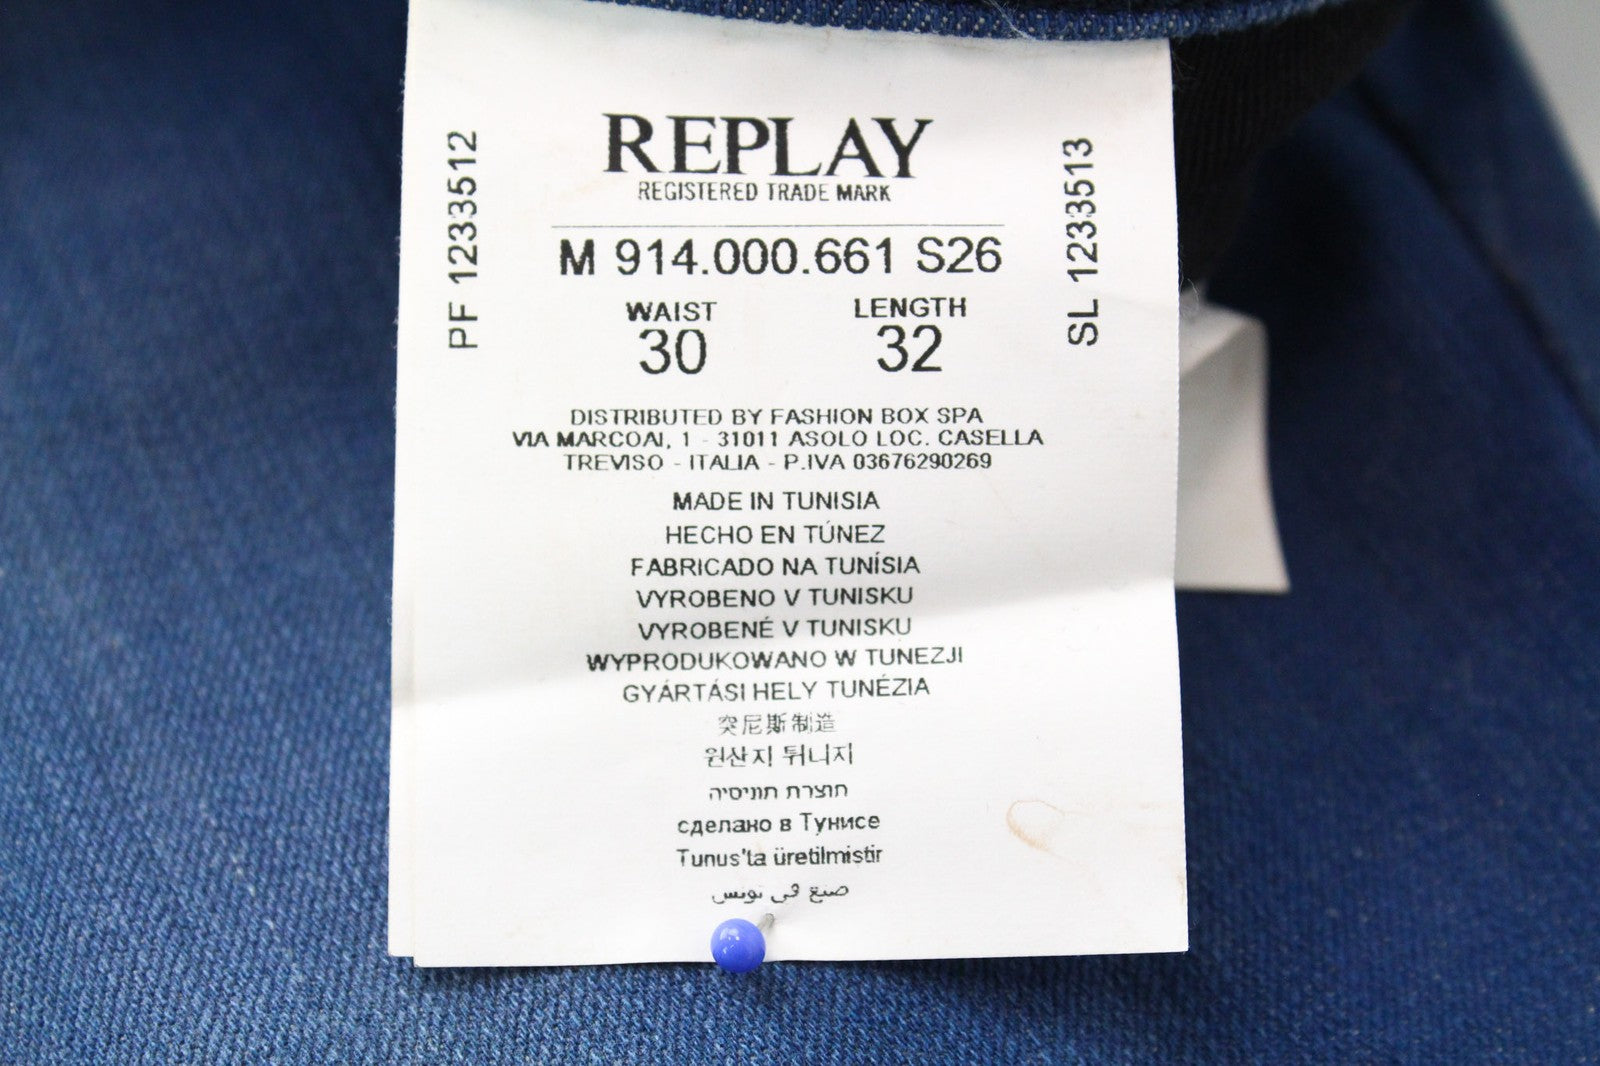 REPLAY
REGISTERED TRADE MARK
PF 1233512
SL 1233513
M 914.000.661 S26
WAIST LENGTH
30 32
DISTRIBUTED BY FASHION BOX SPA
VIA MARCOAI, 1 - 31011 ASOLO LOC. CASELLA
TREVISO - ITALIA - P.IVA 03676290269
MADE IN TUNISIA
HECHO EN TÚNEZ
FABRICADO NA TUNÍSIA
VYROBENO V TUNISKU
VYROBENÉ V TUNISKU
WYPRODUKOWANO W TUNEZJI
GYÁRTÁSI HELY TUNÉZIA
突尼斯制造
원산지 튀니지
תוצרת תוניסיה
сделано в Тунисе
Tunus'ta üretilmistir
صنع في تونس